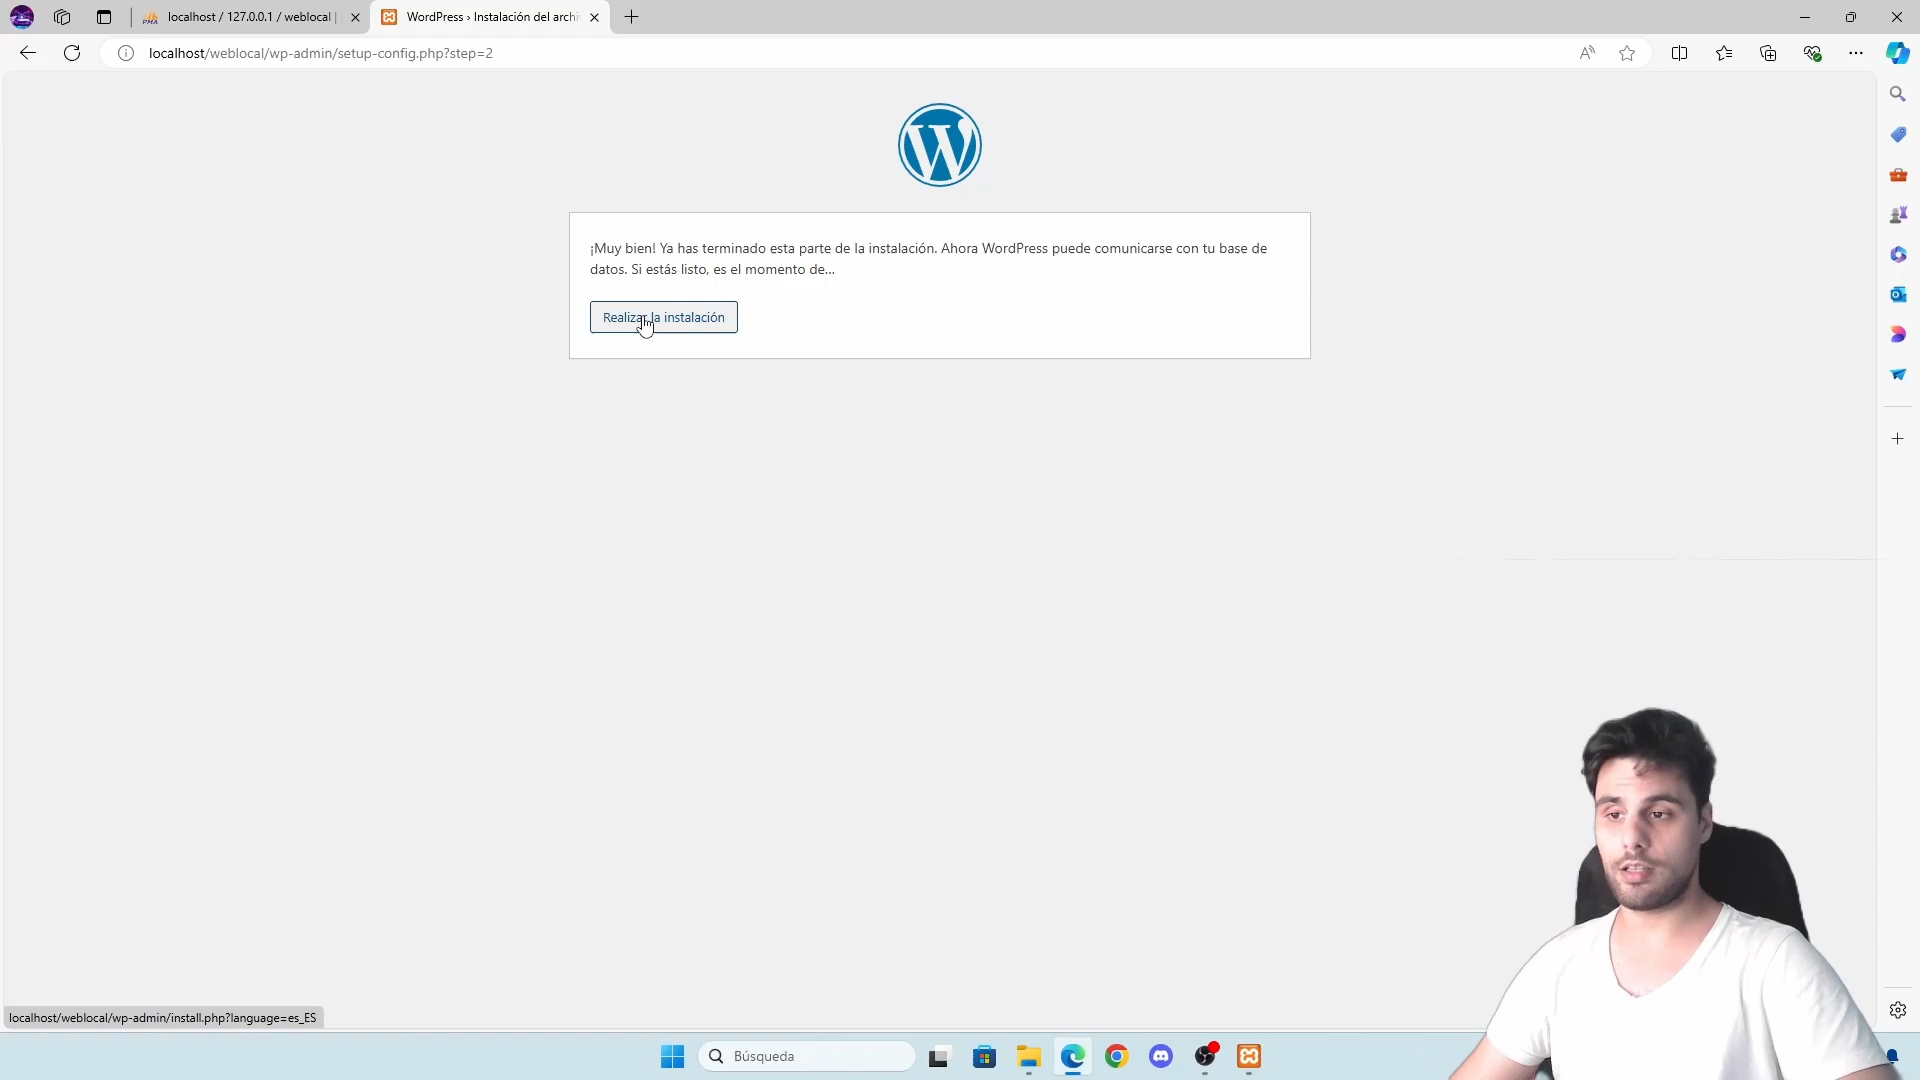 localhost / 127.0.0.1 / weblocal |
WordPress › Instalación del archi
localhost/weblocal/wp-admin/setup-config.php?step=2
¡Muy bien! Ya has terminado esta parte de la instalación. Ahora WordPress puede comunicarse con tu base de
datos. Si estás listo, es el momento de...
Realizar la instalación
localhost/weblocal/wp-admin/install.php?language=es_ES
Búsqueda